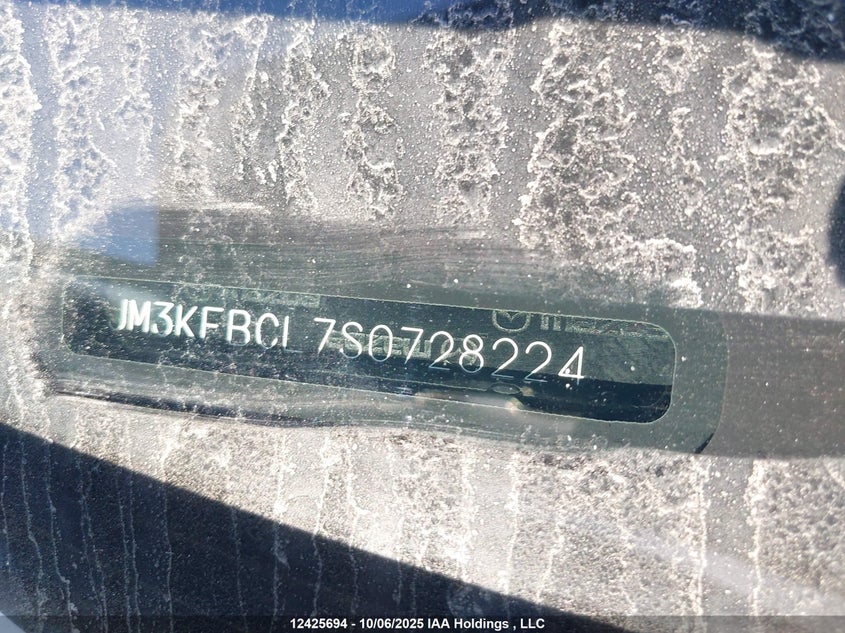 JM3KFBCL7S0728224
12425694 - 10/06/2025 IAA Holdings , LLC